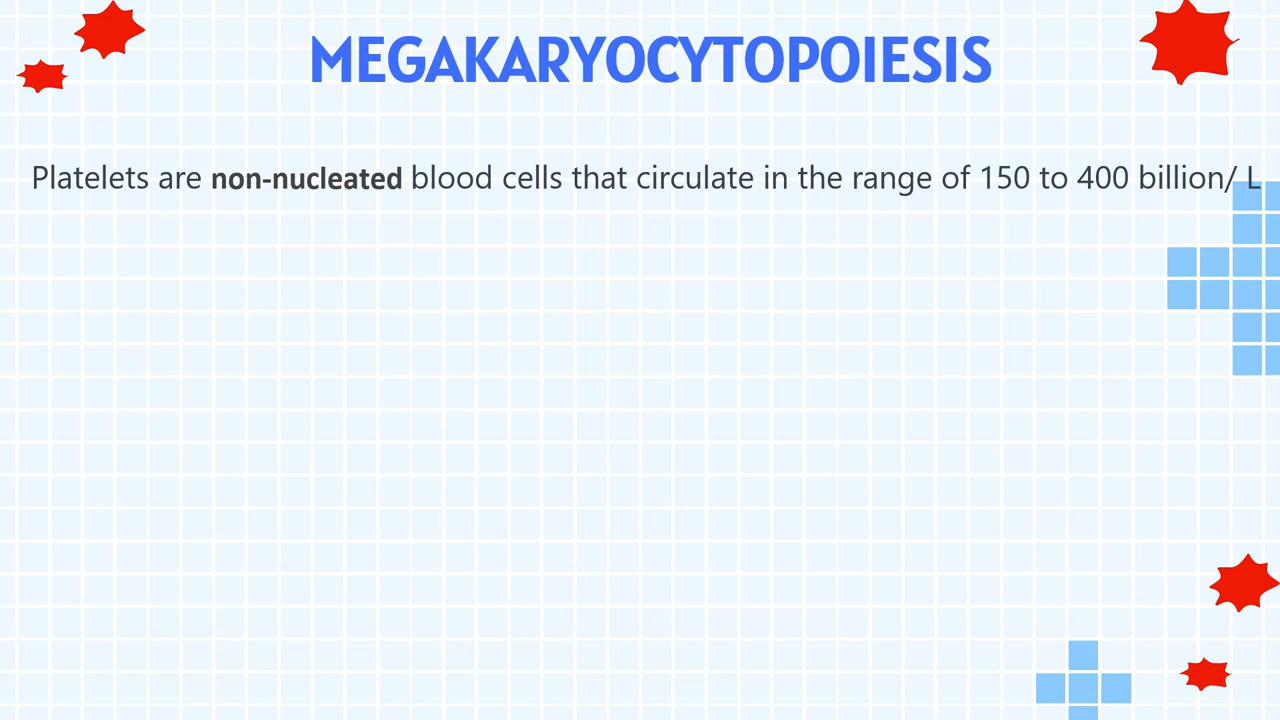 MEGAKARYOCYTOPOIESIS
Platelets are non-nucleated blood cells that circulate in the range of 150 to 400 billion/ L